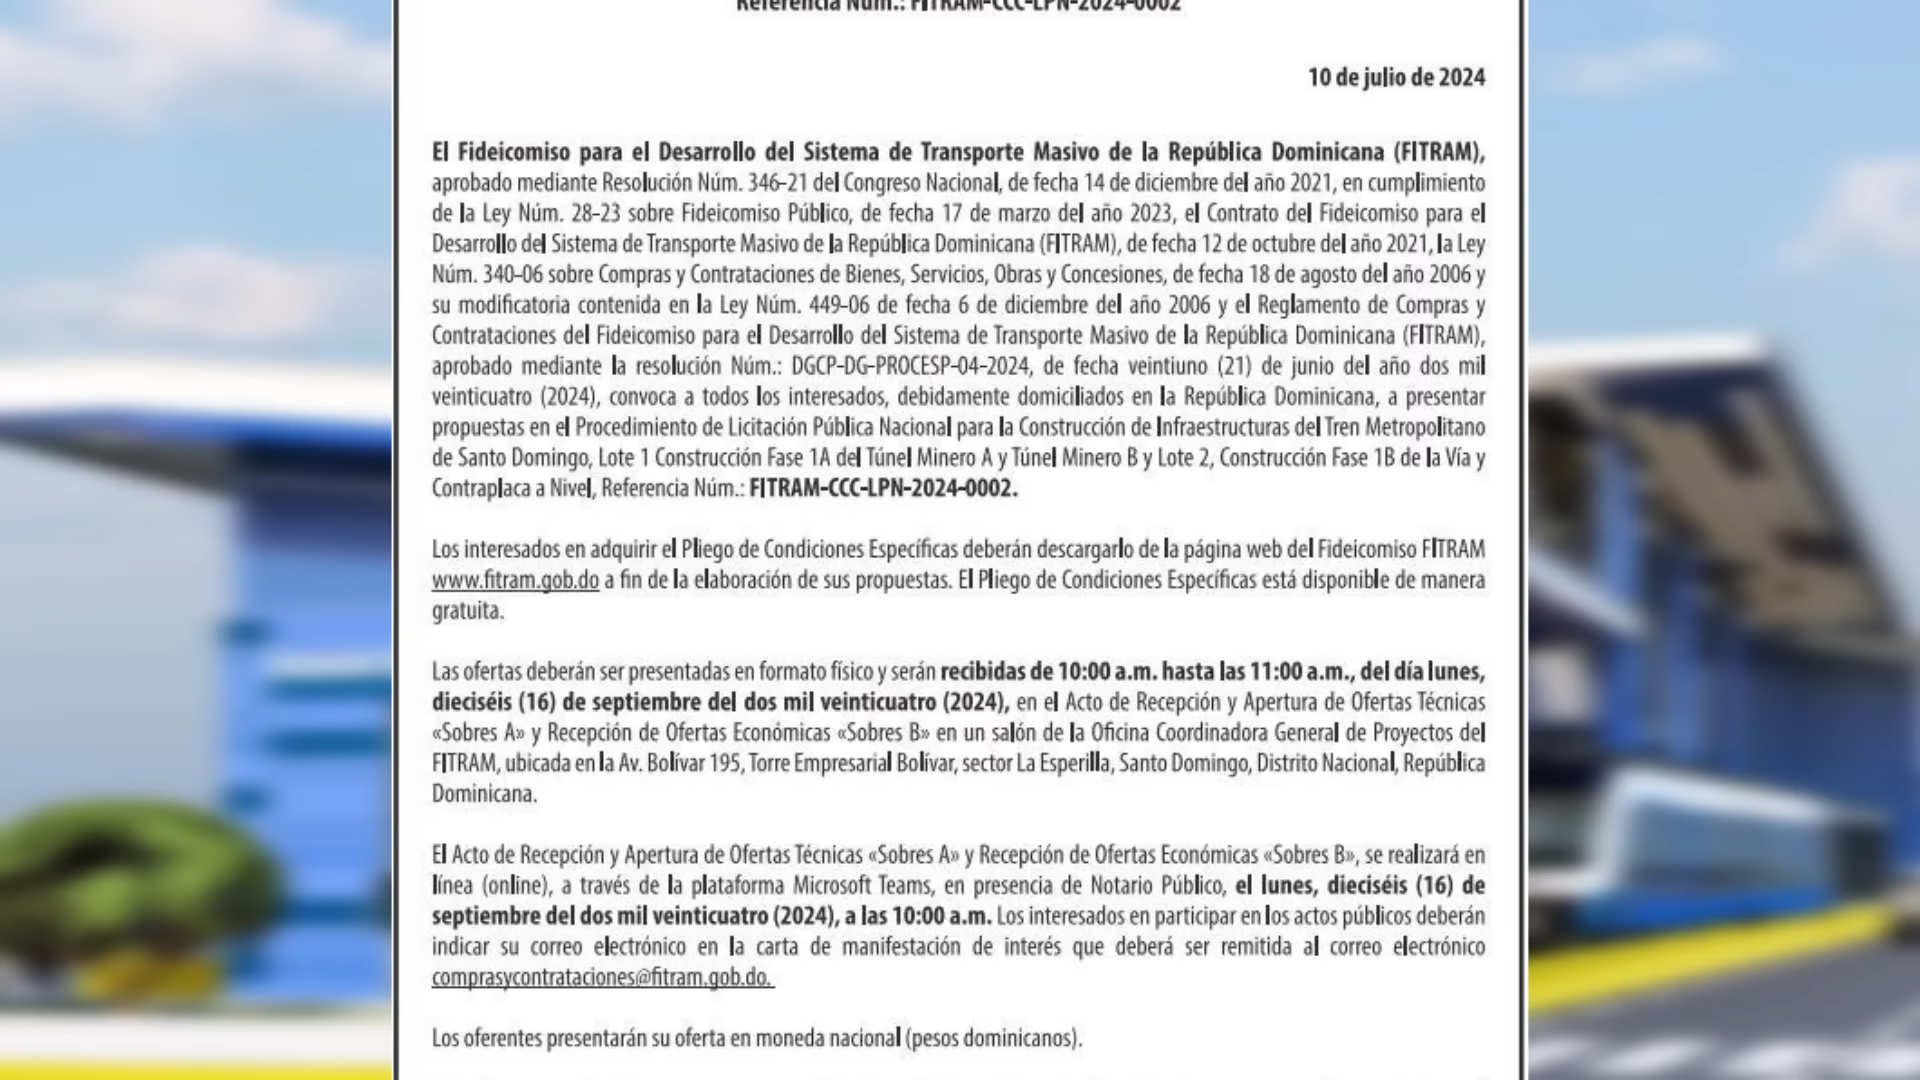 Referencia Núm.: FITRAM-CCC-LPN-2024-0002
10 de julio de 2024
El Fideicomiso para el Desarrollo del Sistema de Transporte Masivo de la República Dominicana (FITRAM),
aprobado mediante Resolución Núm. 346-21 del Congreso Nacional, de fecha 14 de diciembre del año 2021, en cumplimiento
de la Ley Núm. 28-23 sobre Fideicomiso Público, de fecha 17 de marzo del año 2023, el Contrato del Fideicomiso para el
Desarrollo del Sistema de Transporte Masivo de la República Dominicana (FITRAM), de fecha 12 de octubre del año 2021, la Ley
Núm. 340-06 sobre Compras y Contrataciones de Bienes, Servicios, Obras y Concesiones, de fecha 18 de agosto del año 2006 y
su modificatoria contenida en la Ley Núm. 449-06 de fecha 6 de diciembre del año 2006 y el Reglamento de Compras y
Contrataciones del Fideicomiso para el Desarrollo del Sistema de Transporte Masivo de la República Dominicana (FITRAM),
aprobado mediante la resolución Núm.: DGCP-DG-PROCESP-04-2024, de fecha veintiuno (21) de junio del año dos mil
veinticuatro (2024), convoca a todos los interesados, debidamente domiciliados en la República Dominicana, a presentar
propuestas en el Procedimiento de Licitación Pública Nacional para la Construcción de Infraestructuras del Tren Metropolitano
de Santo Domingo, Lote 1 Construcción Fase 1A del Túnel Minero A y Túnel Minero B y Lote 2, Construcción Fase 1B de la Vía y
Contraplaca a Nivel, Referencia Núm.: FITRAM-CCC-LPN-2024-0002.
Los interesados en adquirir el Pliego de Condiciones Específicas deberán descargarlo de la página web del Fideicomiso FITRAM
www.fitram.gob.do a fin de la elaboración de sus propuestas. El Pliego de Condiciones Específicas está disponible de manera
gratuita.
Las ofertas deberán ser presentadas en formato físico y serán recibidas de 10:00 a.m. hasta las 11:00 a.m., del día lunes,
dieciséis (16) de septiembre del dos mil veinticuatro (2024), en el Acto de Recepción y Apertura de Ofertas Técnicas
«Sobres A» y Recepción de Ofertas Económicas «Sobres B» en un salón de la Oficina Coordinadora General de Proyectos del
FITRAM, ubicada en la Av. Bolívar 195, Torre Empresarial Bolívar, sector La Esperilla, Santo Domingo, Distrito Nacional, República
Dominicana.
El Acto de Recepción y Apertura de Ofertas Técnicas «Sobres A» y Recepción de Ofertas Económicas «Sobres B», se realizará en
línea (online), a través de la plataforma Microsoft Teams, en presencia de Notario Público, el lunes, dieciséis (16) de
septiembre del dos mil veinticuatro (2024), a las 10:00 a.m. Los interesados en participar en los actos públicos deberán
indicar su correo electrónico en la carta de manifestación de interés que deberá ser remitida al correo electrónico
comprasycontrataciones@fitram.gob.do.
Los oferentes presentarán su oferta en moneda nacional (pesos dominicanos).